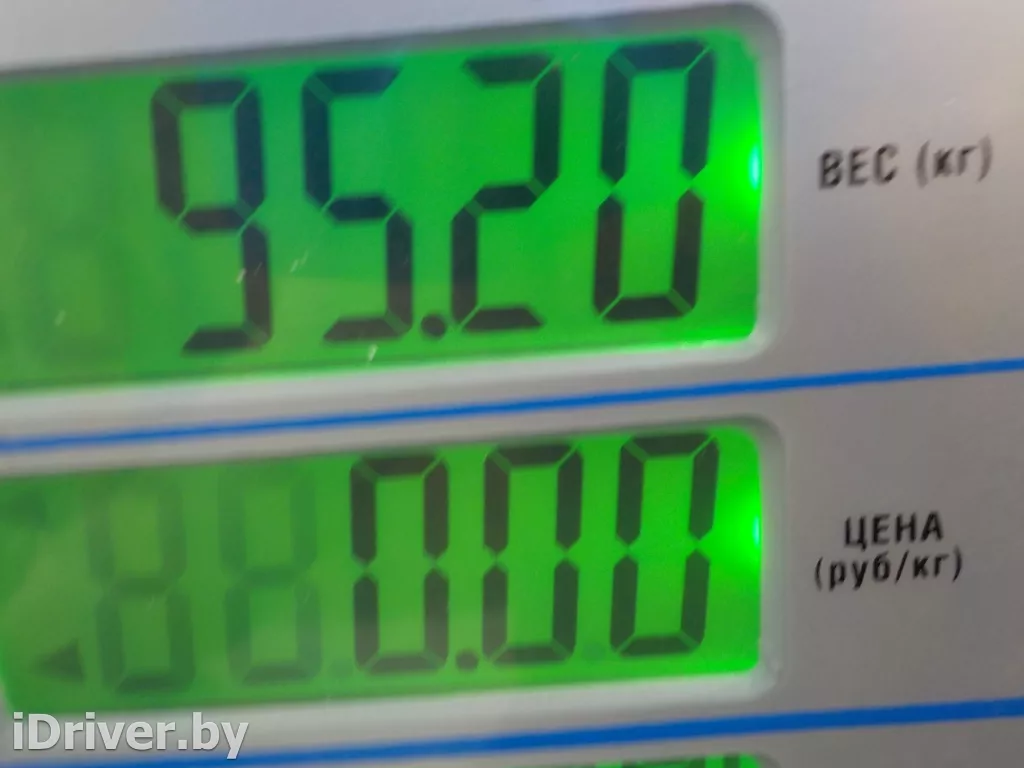 95.20 ВЕС (кг)
0.00 ЦЕНА
(руб/кг)
iDriver.by